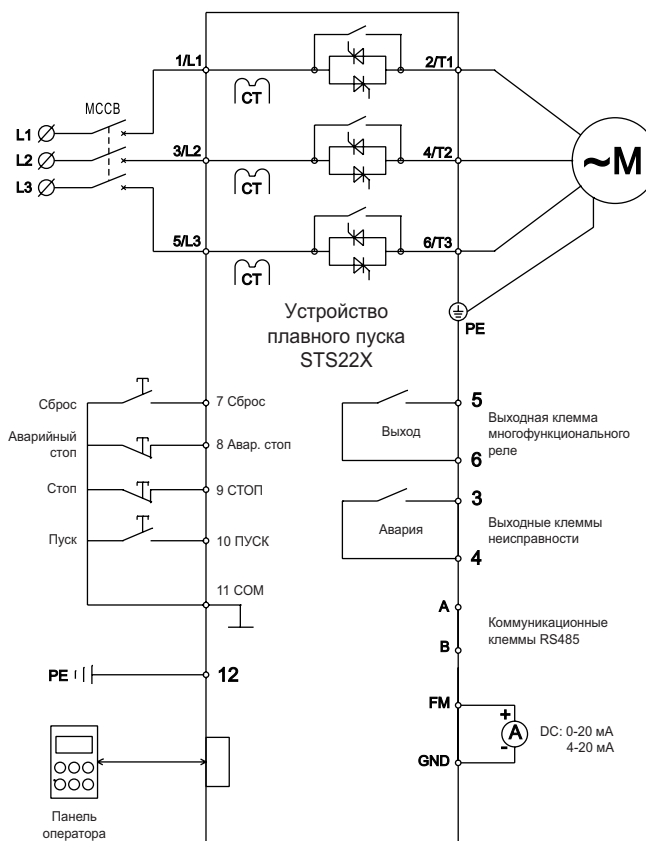 1/L1
2/T1
CT
MCCB
L1
L2
L3
3/L2
4/T2
CT
~M
5/L3
6/T3
CT
Устройство
плавного пуска
STS22X
PE
Сброс
7 Сброс
Аварийный
стоп
8 Авар. стоп
Стоп
9 СТОП
Пуск
10 ПУСК
11 COM
PE
12
Панель
оператора
5
Выход
6
Выходная клемма
многофункционального
реле
3
Авария
4
Выходные клеммы
неисправности
A
B
Коммуникационные
клеммы RS485
FM
+
A
-
GND
DC: 0-20 мА
4-20 мА